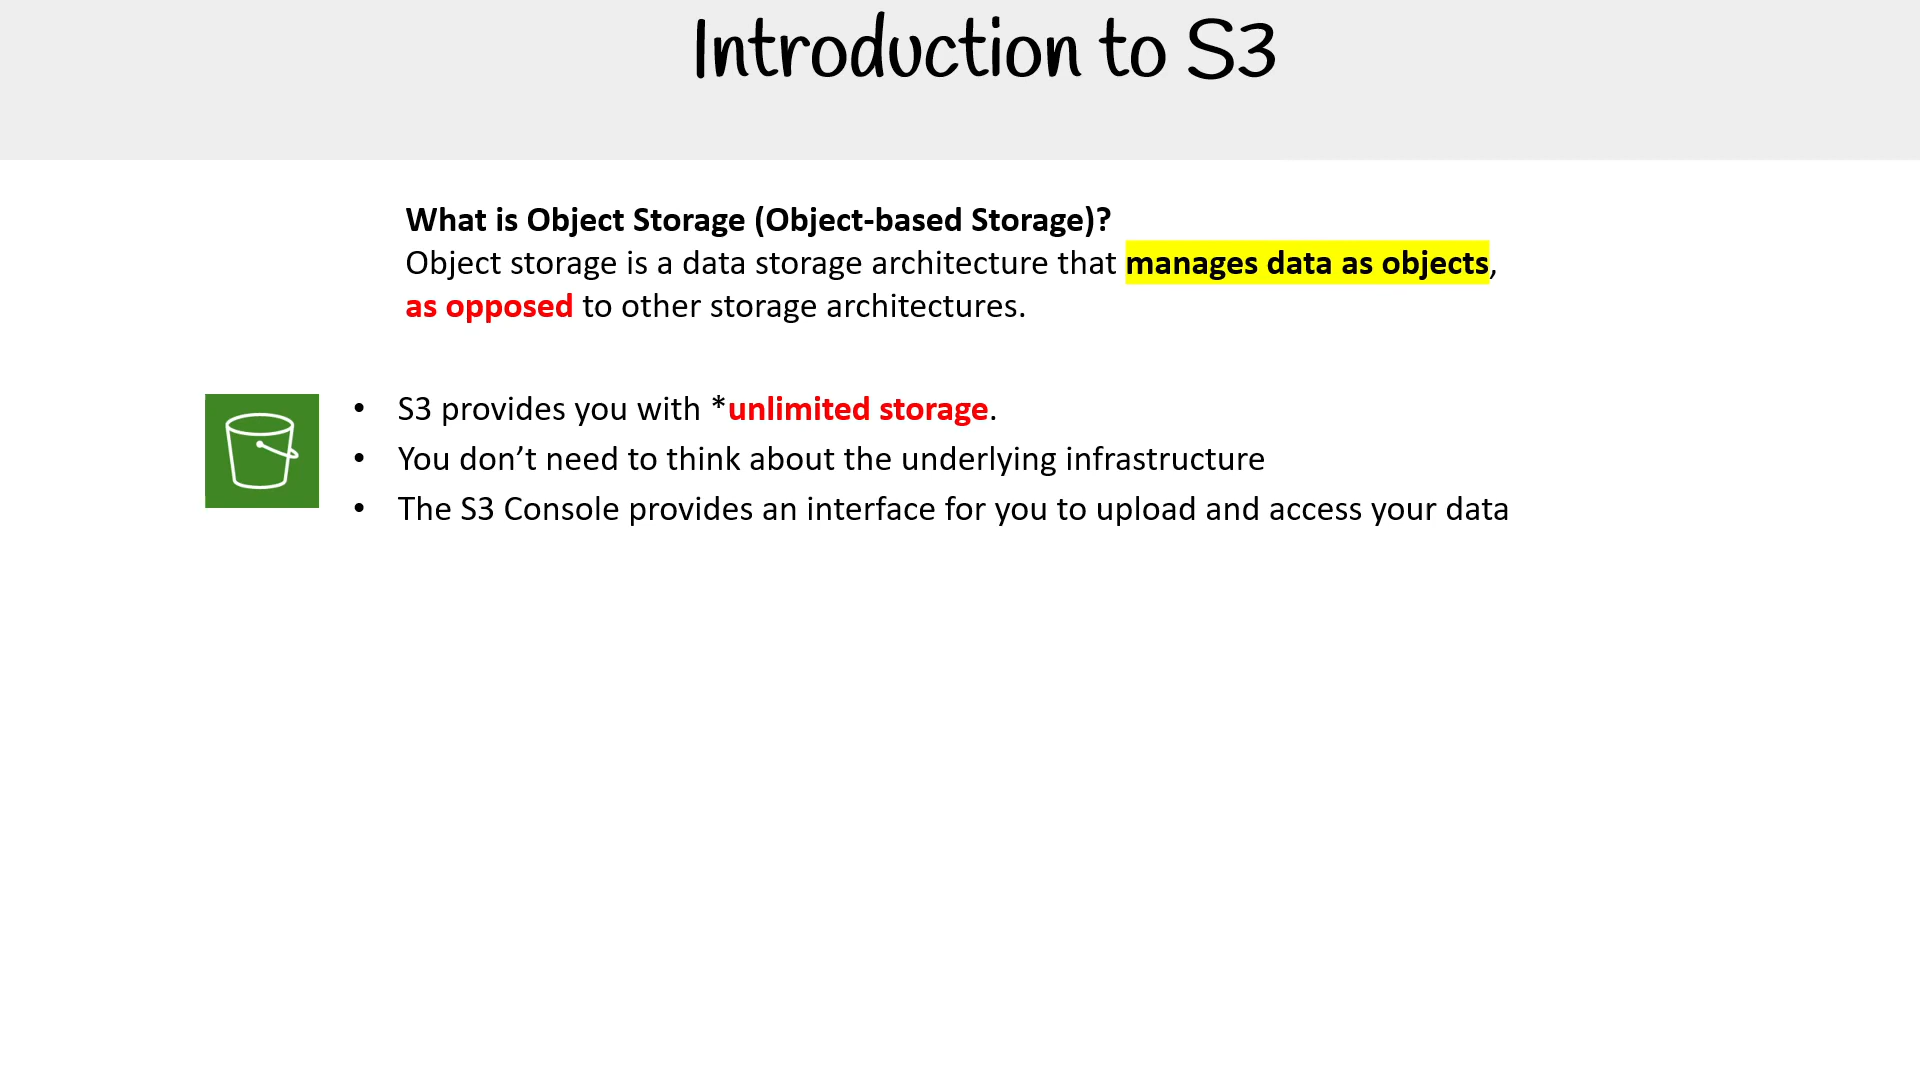 Introduction to S3
What is Object Storage (Object-based Storage)?
Object storage is a data storage architecture that manages data as objects,
as opposed to other storage architectures.
• S3 provides you with *unlimited storage.
• You don’t need to think about the underlying infrastructure
• The S3 Console provides an interface for you to upload and access your data